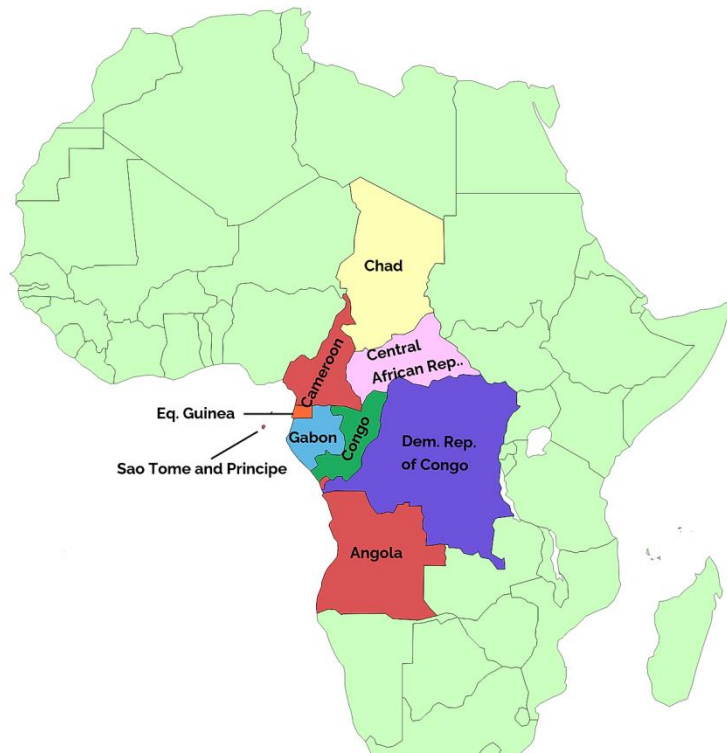 Chad
Central
African Rep..
Cameroon
Eq. Guinea
Gabon
Congo
Dem. Rep.
of Congo
Sao Tome and Principe
Angola